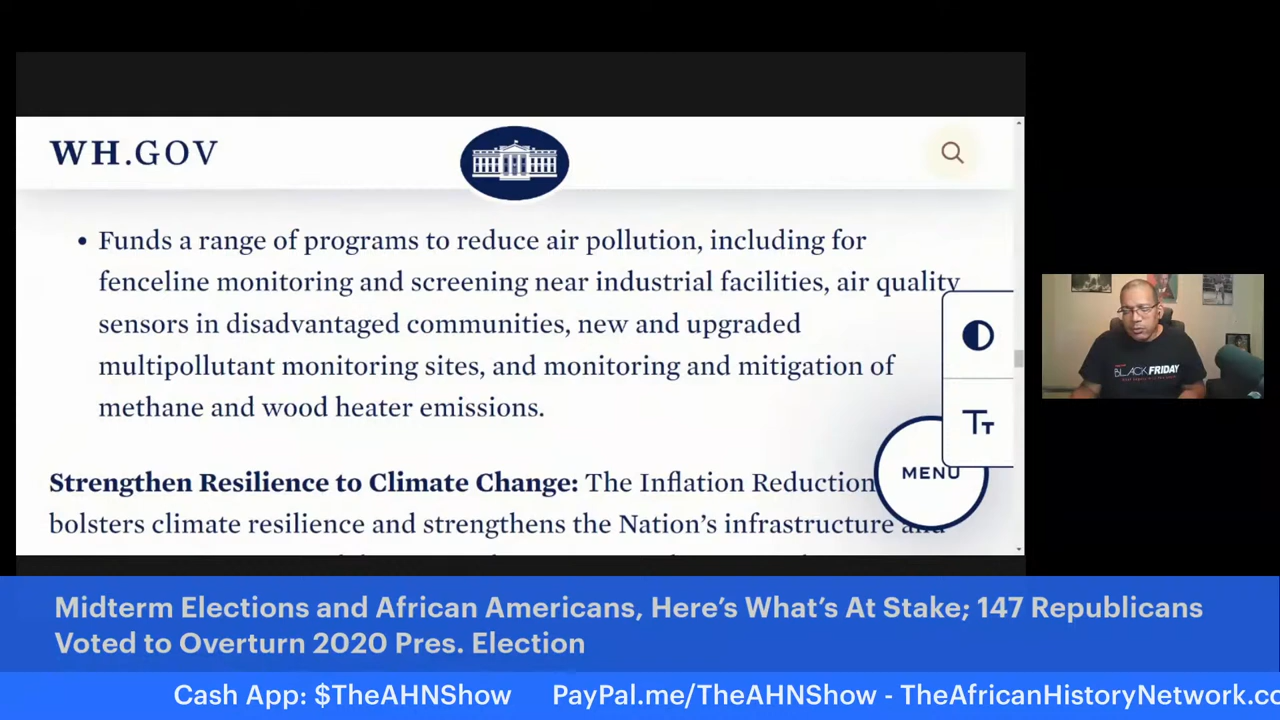 WH.GOV
• Funds a range of programs to reduce air pollution, including for
fenceline monitoring and screening near industrial facilities, air quality
sensors in disadvantaged communities, new and upgraded
multipollutant monitoring sites, and monitoring and mitigation of
methane and wood heater emissions.
TT
MENU
Strengthen Resilience to Climate Change: The Inflation Reduction
bolsters climate resilience and strengthens the Nation's infrastructure and
BLACK FRIDAY
Midterm Elections and African Americans, Here's What's At Stake; 147 Republicans
Voted to Overturn 2020 Pres. Election
Cash App: $TheAHNShow PayPal.me/TheAHNShow - TheAfricanHistoryNetwork.co